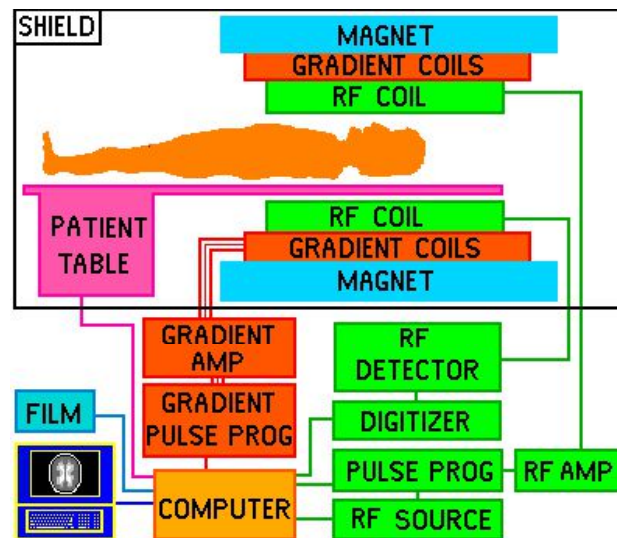 SHIELD
MAGNET
GRADIENT COILS
RF COIL
PATIENT
TABLE
RF COIL
GRADIENT COILS
MAGNET
GRADIENT
AMP
RF
DETECTOR
FILM
GRADIENT
PULSE PROG
DIGITIZER
COMPUTER
PULSE PROG
RF AMP
RF SOURCE